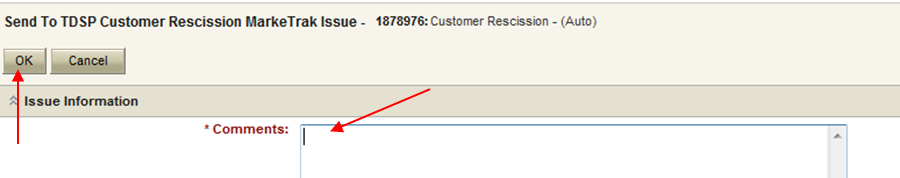 Send To TDSP Customer Rescission MarkeTrak Issue - 1878976: Customer Rescission - (Auto)
OK Cancel
Issue Information
* Comments: